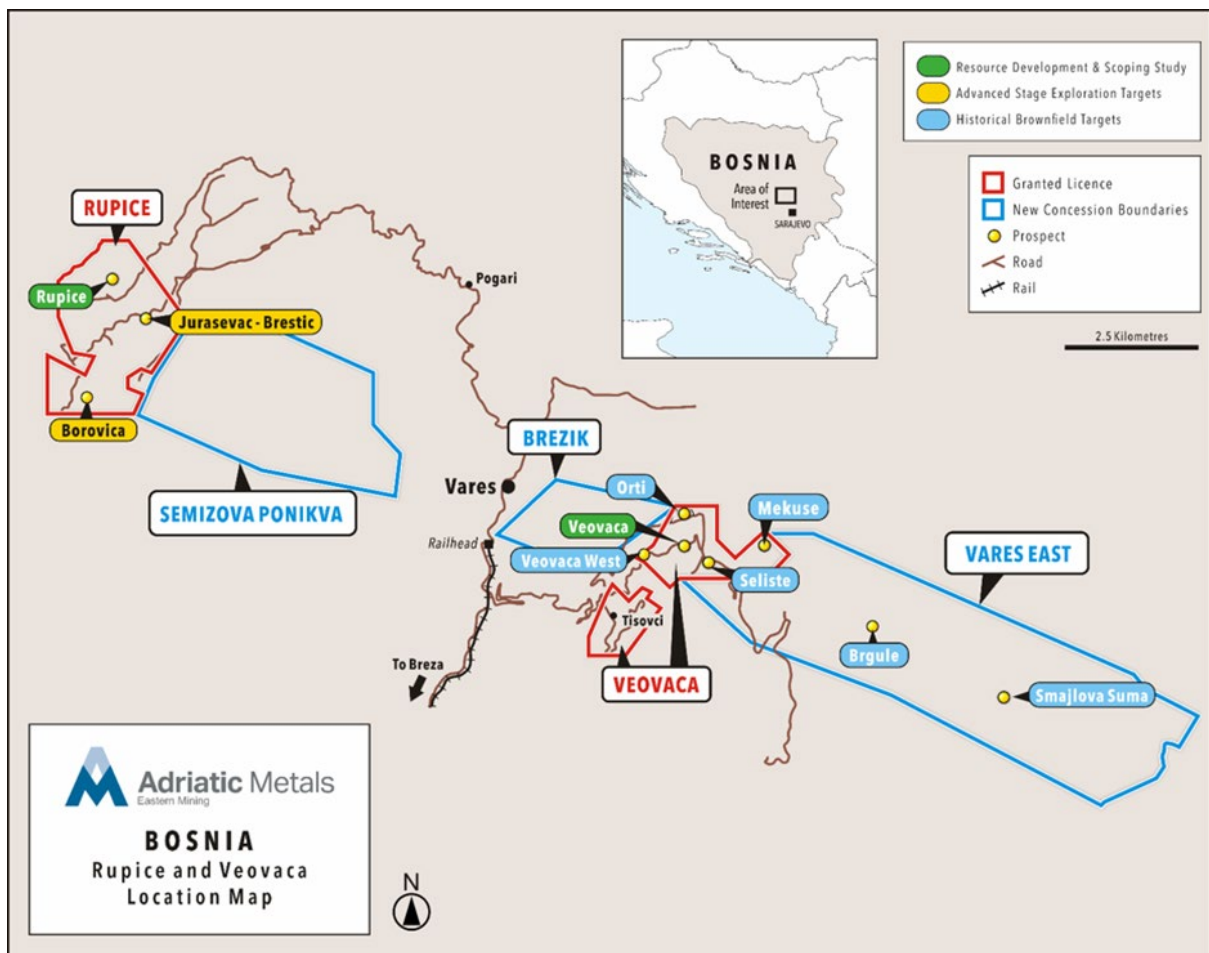 BOSNIA
Area of
Interest
SARAJEVO
Resource Development & Scoping Study
Advanced Stage Exploration Targets
Historical Brownfield Targets
Granted Licence
New Concession Boundaries
Prospect
Road
Rail
2.5 Kilometres
RUPICE
Rupice
Jurasevac - Brestic
Borovica
SEMIZOVA PONIKVA
Pogari
Vares
Railhead
To Breza
BREZIK
Orti
Veovaca
Veovaca West
Mekuse
Seliste
Tisovci
VEOVACA
VARES EAST
Brgule
Smajlova Suma
Adriatic Metals
Eastern Mining
BOSNIA
Rupice and Veovaca
Location Map
N